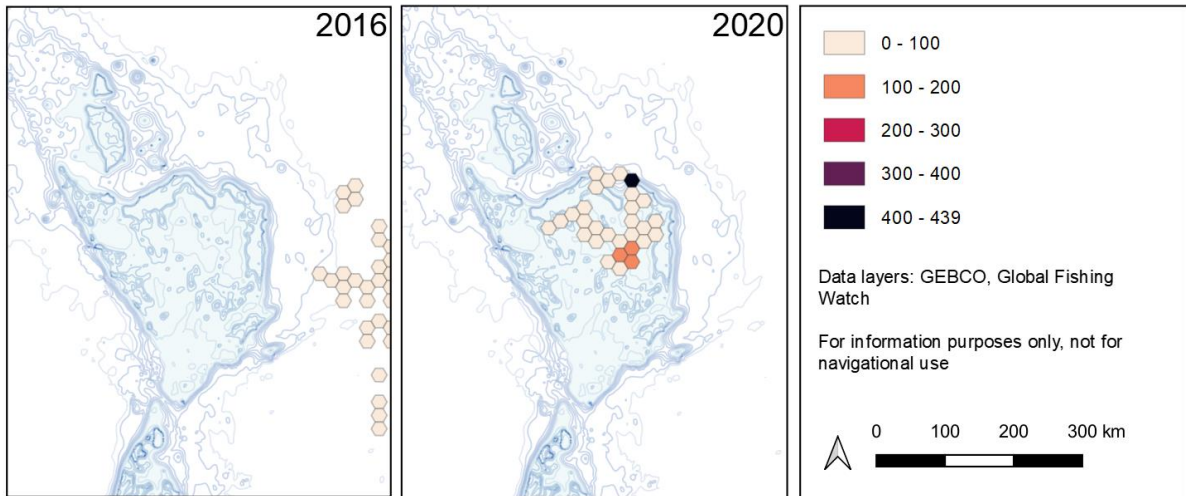 2016
2020
0 - 100
100 - 200
200 - 300
300 - 400
400 - 439
Data layers: GEBCO, Global Fishing
Watch
For information purposes only, not for
navigational use
0 100 200 300 km